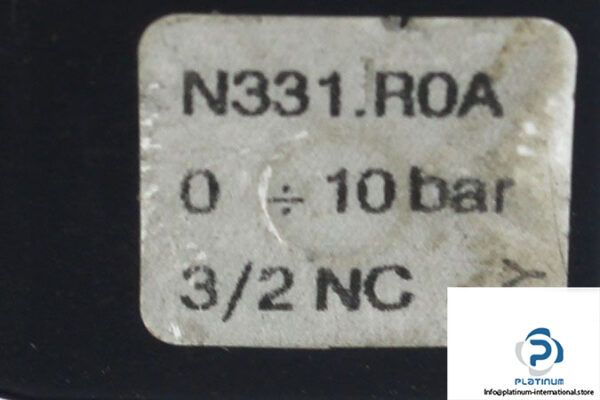 N331.R0A
0 ÷ 10 bar
3/2 NC
Y
PLATINUM
Info@platinum-international.store